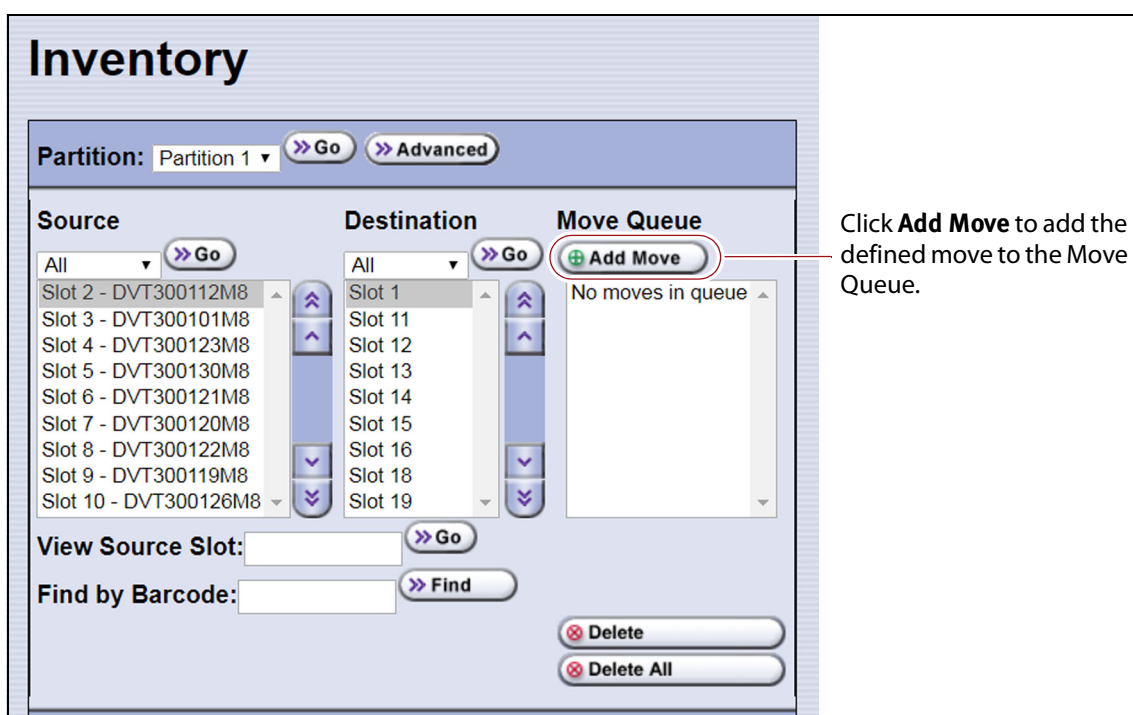 Inventory
Partition: Partition 1 Go Advanced
Source Destination Move Queue
All Go All Go Add Move
Slot 2 - DVT300112M8 Slot 1 No moves in queue
Slot 3 - DVT300101M8 Slot 11
Slot 4 - DVT300123M8 Slot 12
Slot 5 - DVT300130M8 Slot 13
Slot 6 - DVT300121M8 Slot 14
Slot 7 - DVT300120M8 Slot 15
Slot 8 - DVT300122M8 Slot 16
Slot 9 - DVT300119M8 Slot 18
Slot 10 - DVT300126M8 Slot 19
View Source Slot: Go
Find by Barcode: Find
Delete
Delete All
Click Add Move to add the
defined move to the Move
Queue.